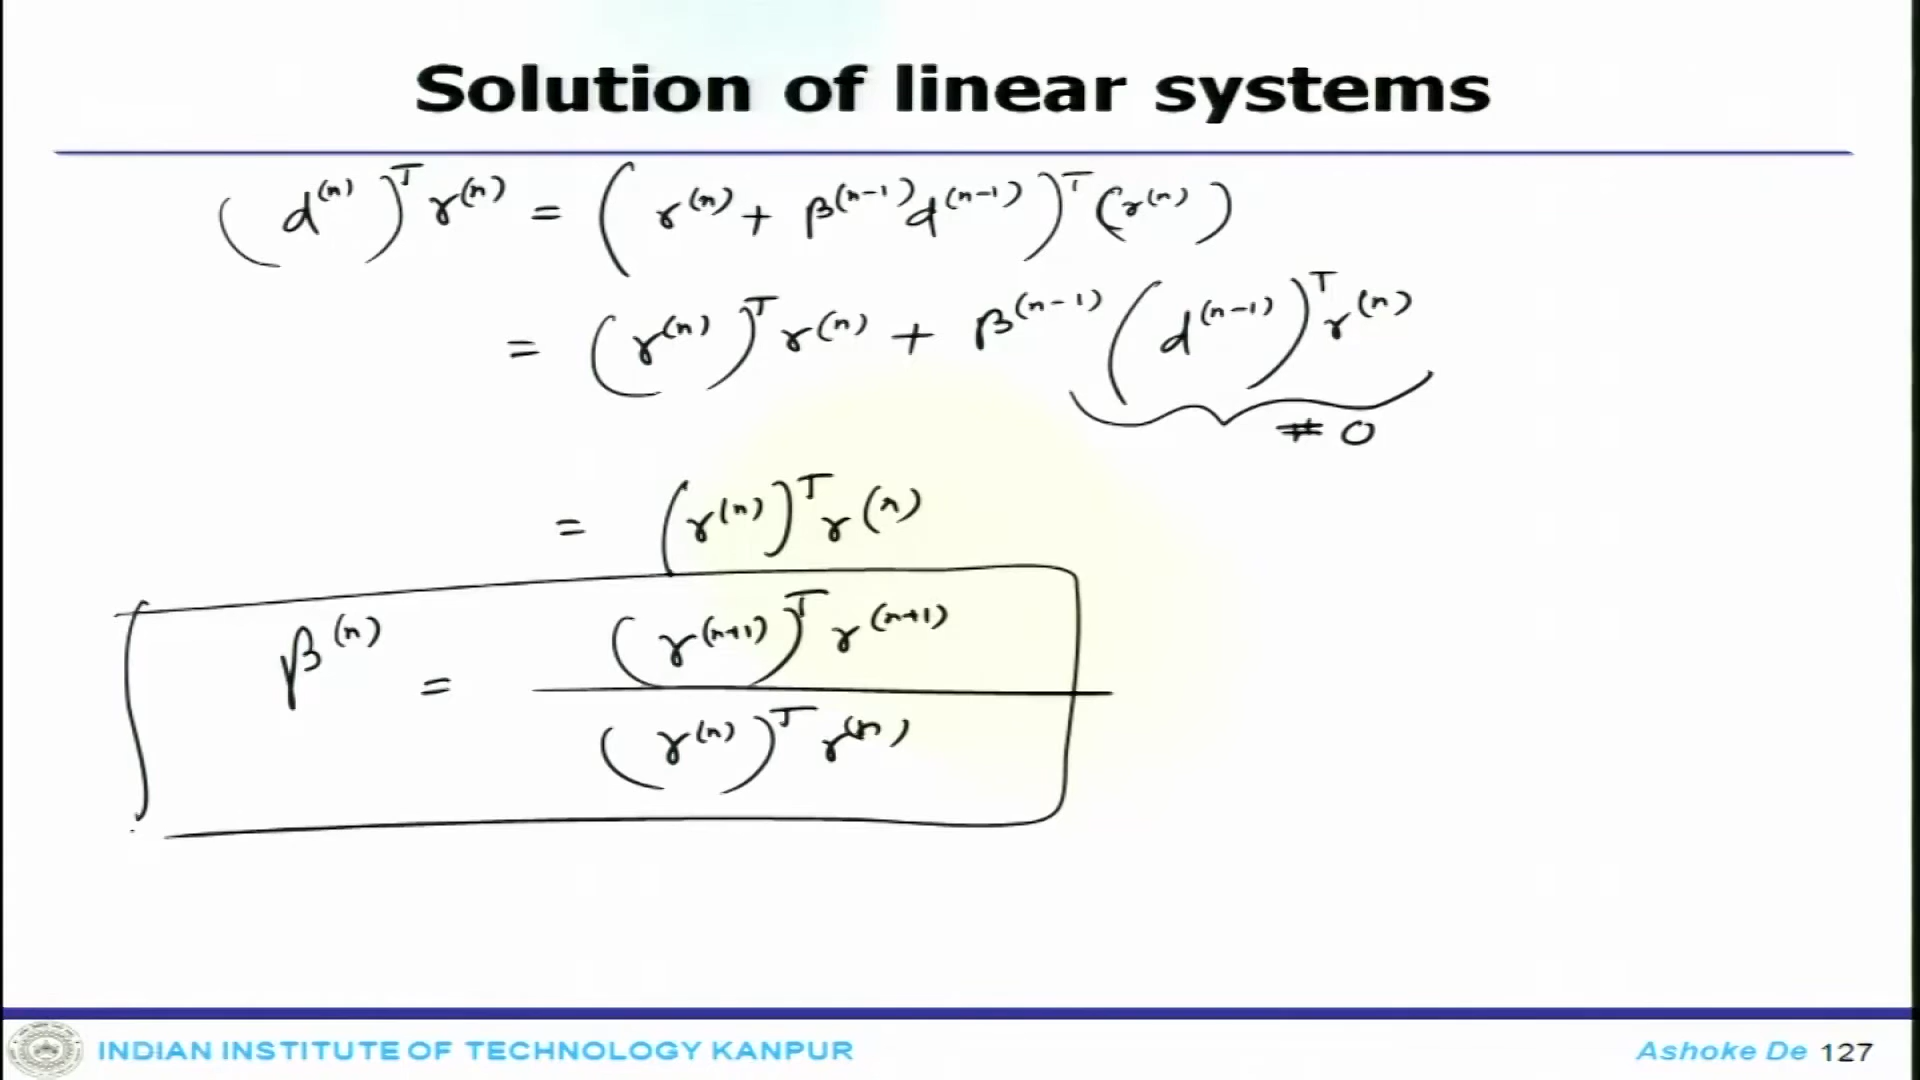 Solution of linear systems
(d^(n))^T r^(n) = (r^(n) + β^(n-1) d^(n-1))^T (r^(n))
= (r^(n))^T r^(n) + β^(n-1) (d^(n-1))^T r^(n)
≠ 0
= (r^(n))^T r^(n)
β^(n) = (r^(n+1))^T r^(n+1) / (r^(n))^T r^(n)
INDIAN INSTITUTE OF TECHNOLOGY KANPUR
Ashoke De 127